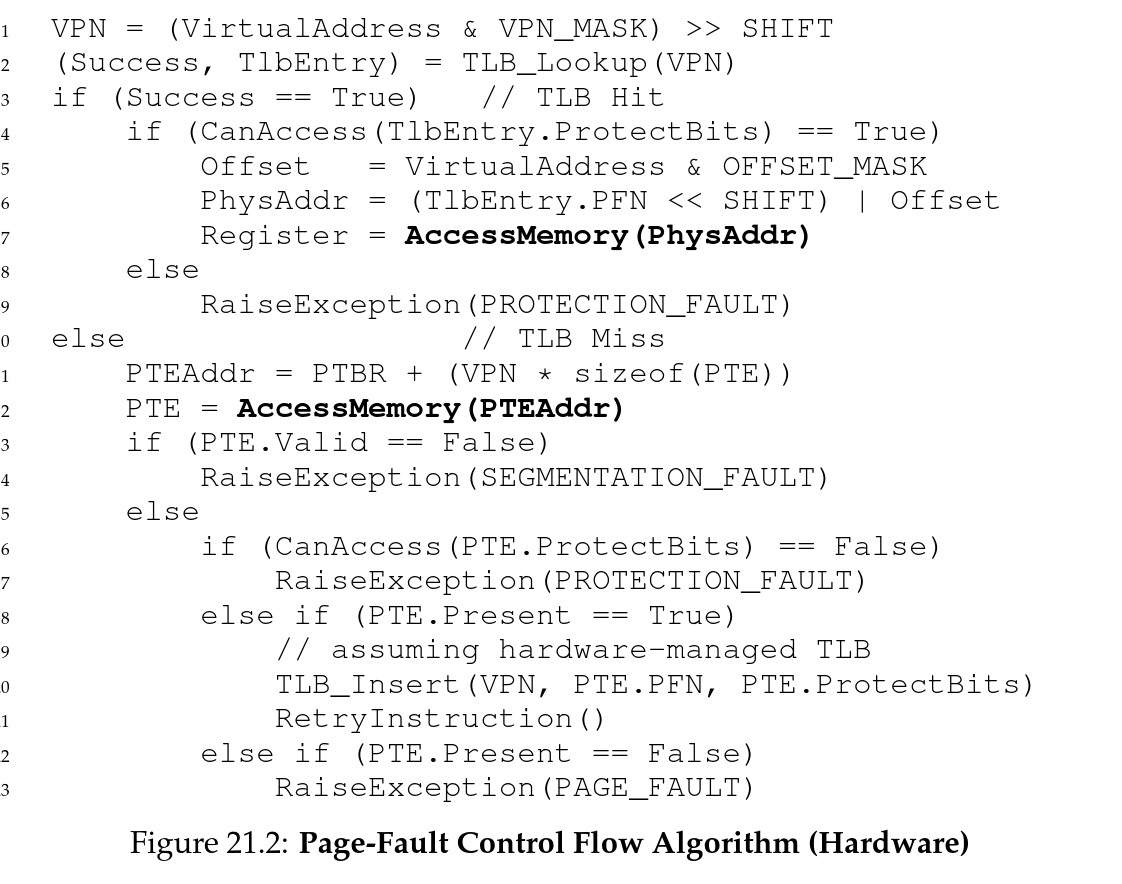 1 VPN = (VirtualAddress & VPN_MASK) >> SHIFT
2 (Success, TlbEntry) = TLB_Lookup(VPN)
3 if (Success == True) // TLB Hit
4 if (CanAccess(TlbEntry.ProtectBits) == True)
5 Offset = VirtualAddress & OFFSET_MASK
6 PhysAddr = (TlbEntry.PFN << SHIFT) | Offset
7 Register = AccessMemory(PhysAddr)
8 else
9 RaiseException(PROTECTION_FAULT)
0 else // TLB Miss
1 PTEAddr = PTBR + (VPN * sizeof(PTE))
2 PTE = AccessMemory(PTEAddr)
3 if (PTE.Valid == False)
4 RaiseException(SEGMENTATION_FAULT)
5 else
6 if (CanAccess(PTE.ProtectBits) == False)
7 RaiseException(PROTECTION_FAULT)
8 else if (PTE.Present == True)
9 // assuming hardware-managed TLB
0 TLB_Insert(VPN, PTE.PFN, PTE.ProtectBits)
1 RetryInstruction()
2 else if (PTE.Present == False)
3 RaiseException(PAGE_FAULT)
Figure 21.2: Page-Fault Control Flow Algorithm (Hardware)